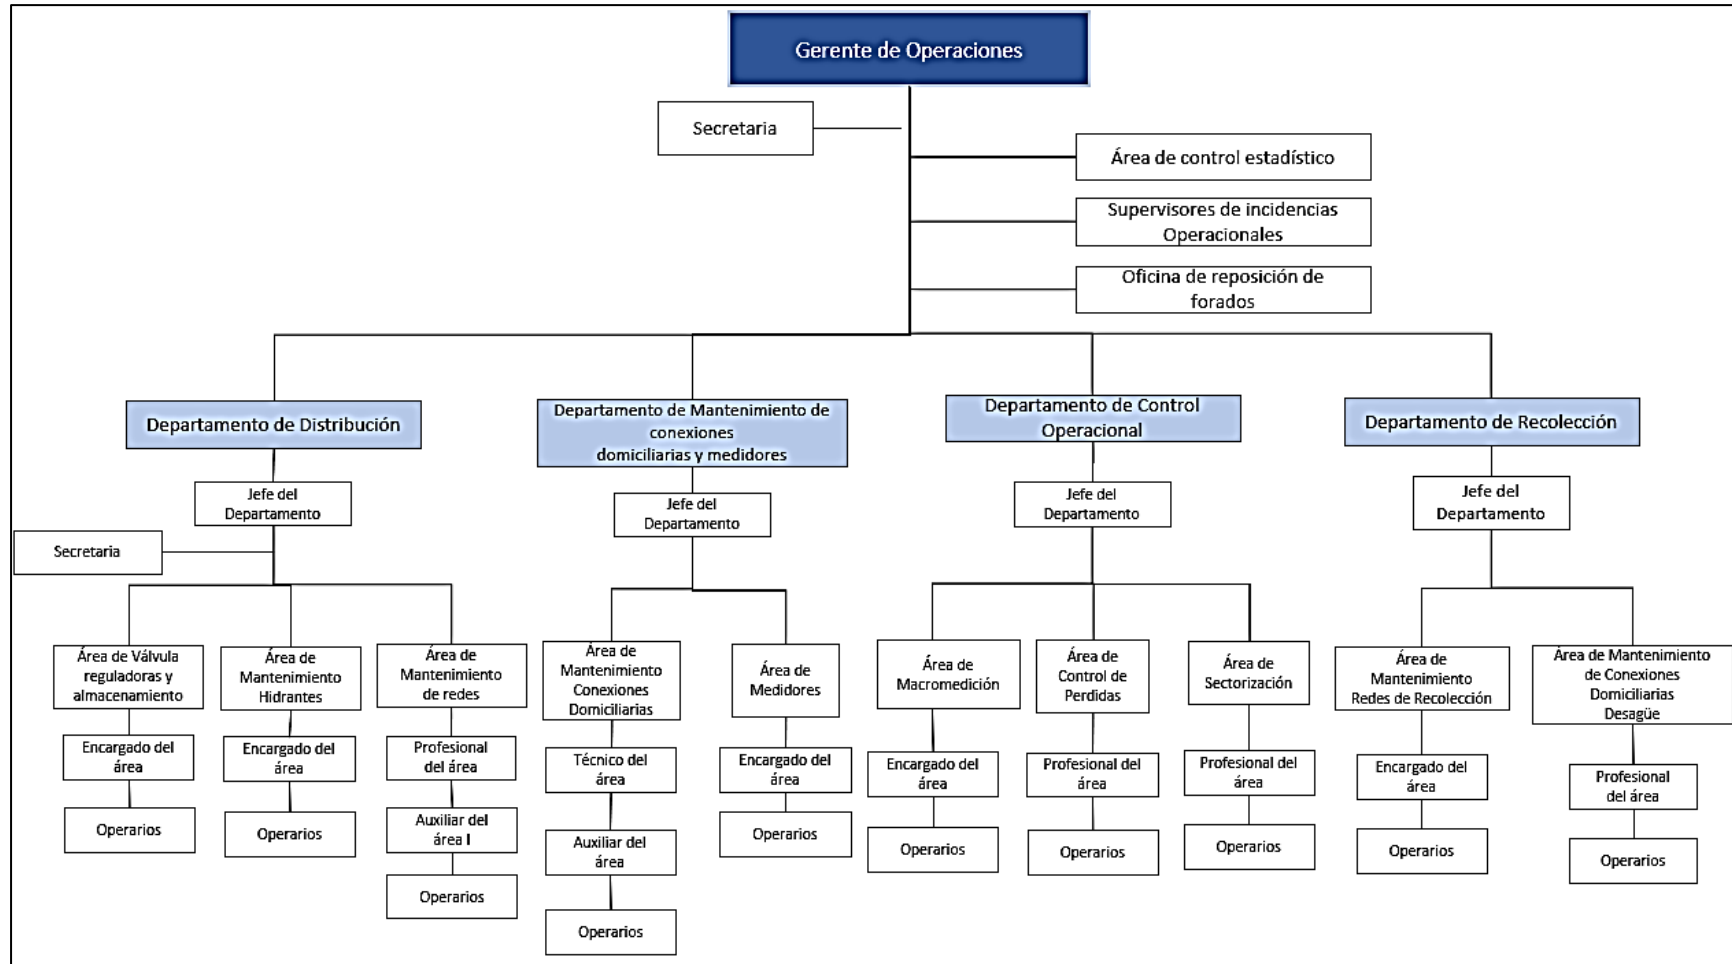 Gerente de Operaciones
Secretaria
Área de control estadístico
Supervisores de incidencias
Operacionales
Oficina de reposición de
forados
Departamento de Distribución
Departamento de Mantenimiento de
conexiones
domiciliarias y medidores
Departamento de Control
Operacional
Departamento de Recolección
Jefe del
Departamento
Jefe del
Departamento
Jefe del
Departamento
Jefe del
Departamento
Secretaria
Área de Válvula
reguladoras y
almacenamiento
Área de
Mantenimiento
Hidrantes
Área de
Mantenimiento
de redes
Área de
Mantenimiento
Conexiones
Domiciliarias
Área de
Medidores
Área de
Macromedición
Área de
Control de
Perdidas
Área de
Sectorización
Área de
Mantenimiento
Redes de Recolección
Área de Mantenimiento
de Conexiones
Domiciliarias
Desagüe
Encargado del
área
Encargado del
área
Profesional
del área
Técnico del
área
Encargado del
área
Encargado del
área
Profesional del
área
Profesional del
área
Encargado del
área
Profesional
del área
Operarios
Operarios
Auxiliar del
área I
Auxiliar del
área
Operarios
Operarios
Operarios
Operarios
Operarios
Operarios
Operarios
Operarios